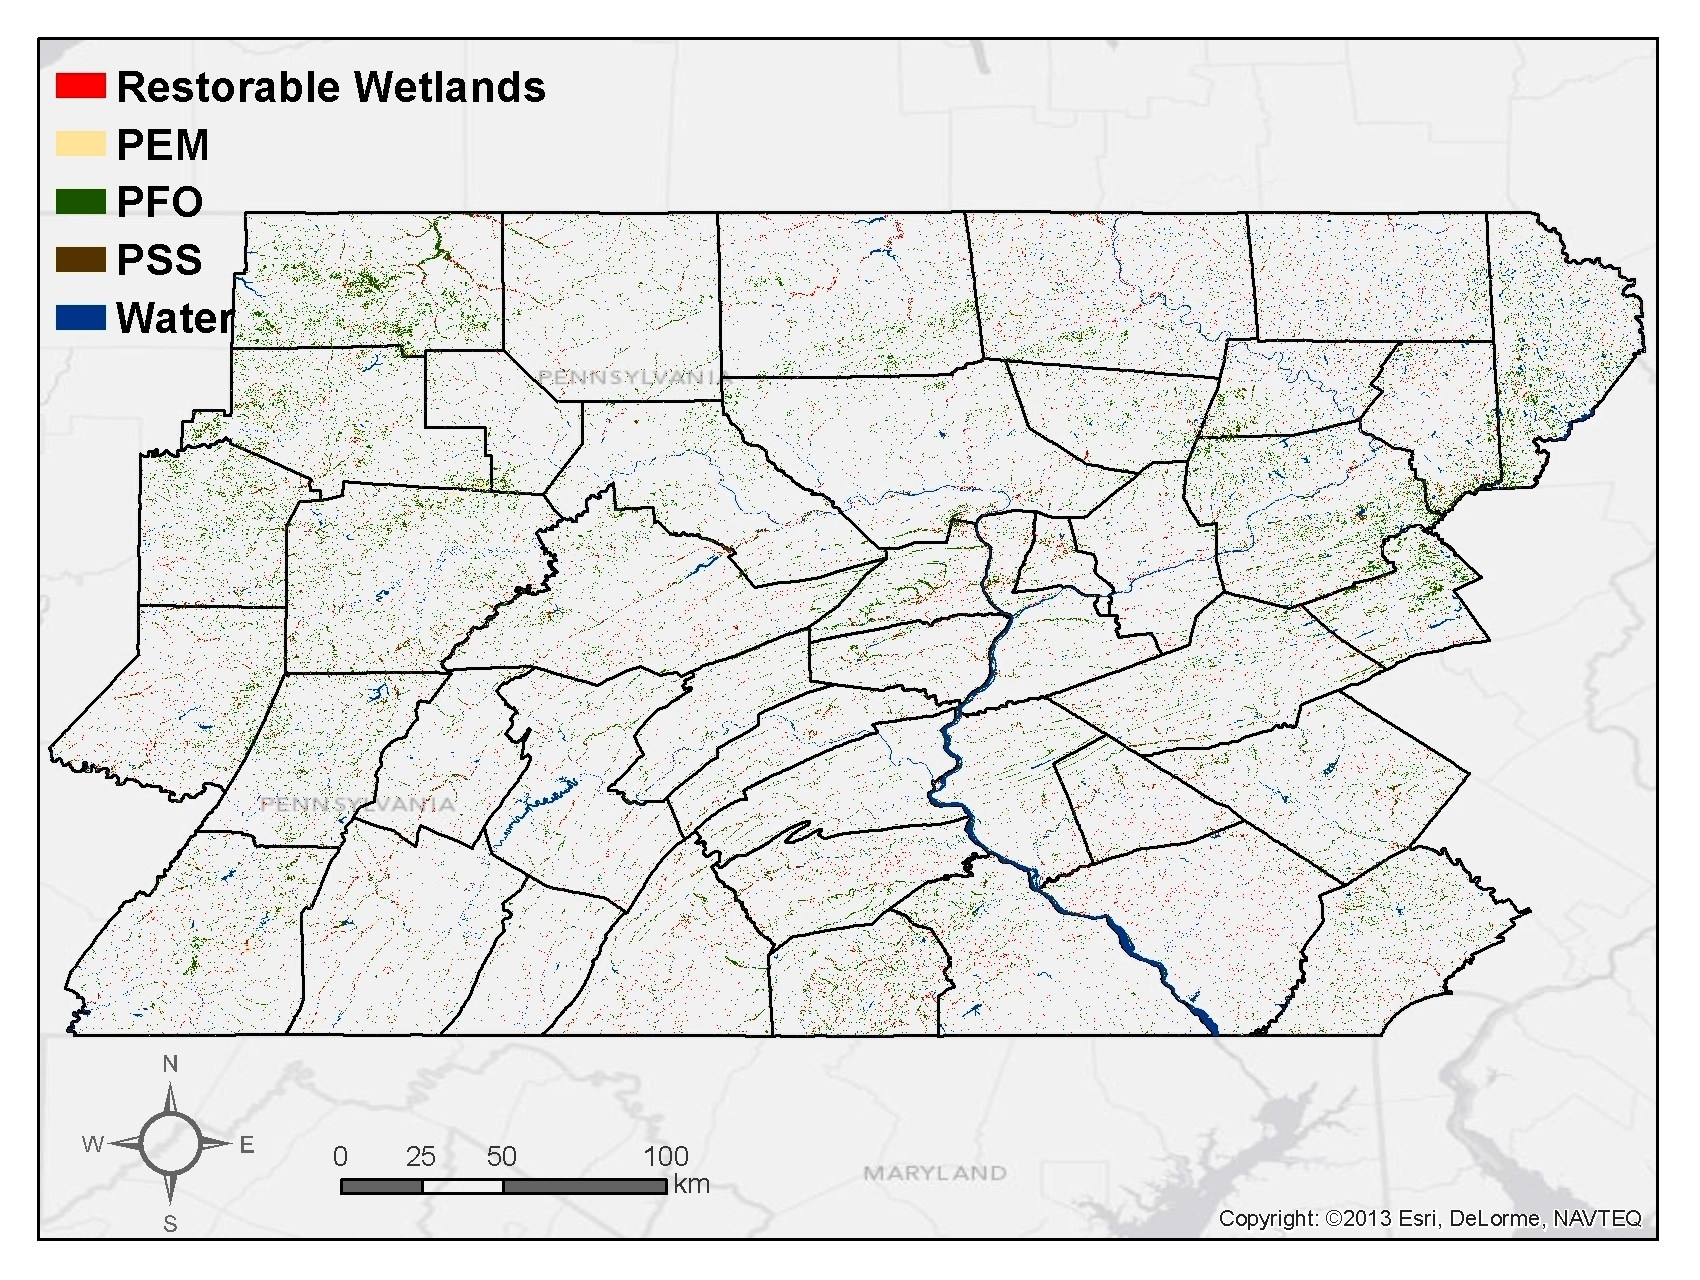 Restorable Wetlands
PEM
PFO
PSS
Water
PENNSYLVANIA
PENNSYLVANIA
N
W
E
S
0 25 50 100
km
MARYLAND
Copyright: ©2013 Esri, DeLorme, NAVTEQ